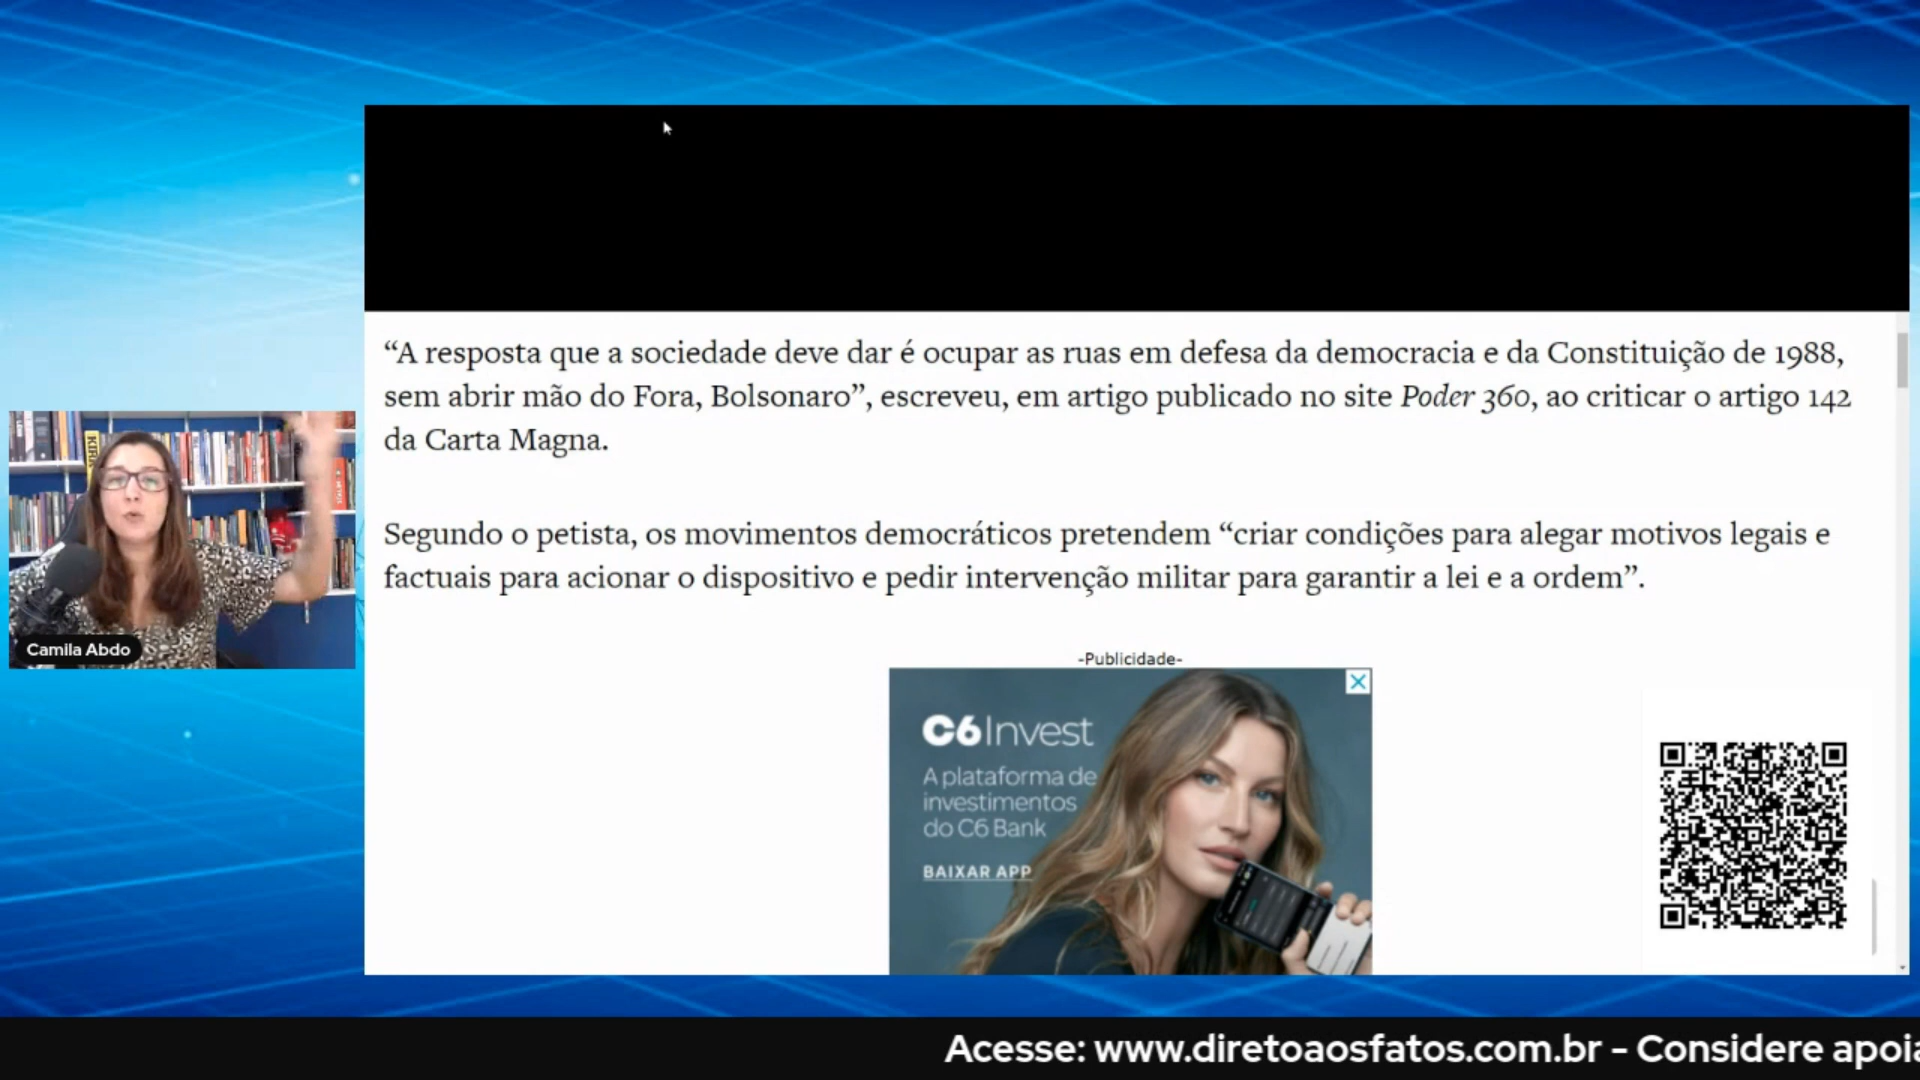 “A resposta que a sociedade deve dar é ocupar as ruas em defesa da democracia e da Constituição de 1988,
sem abrir mão do Fora, Bolsonaro”, escreveu, em artigo publicado no site Poder 360, ao criticar o artigo 142
da Carta Magna.
Segundo o petista, os movimentos democráticos pretendem “criar condições para alegar motivos legais e
factuais para acionar o dispositivo e pedir intervenção militar para garantir a lei e a ordem”.
-Publicidade-
C6 Invest
A plataforma de
investimentos
do C6 Bank
BAIXAR APP
Camila Abdo
Acesse: www.diretoaosfatos.com.br - Considere apoia